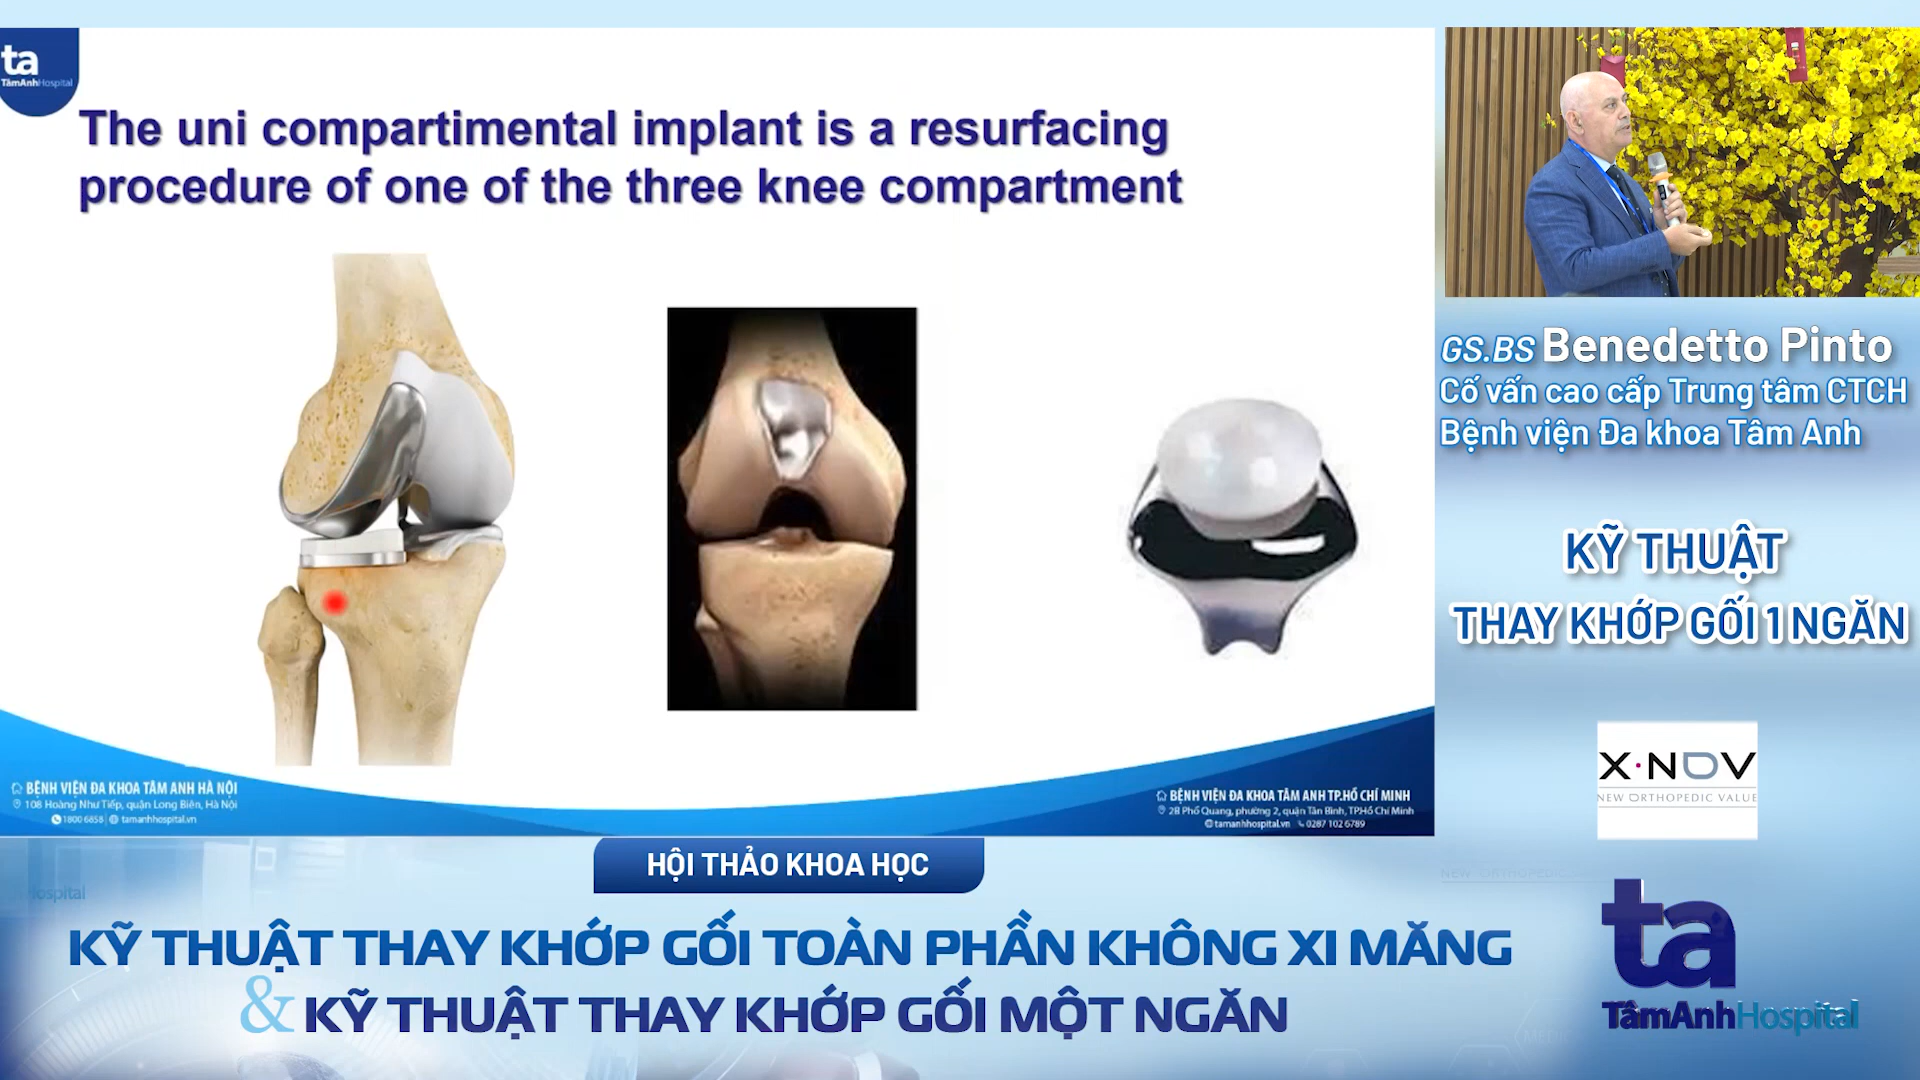 ta
TâmAnhHospital
The uni compartimental implant is a resurfacing
procedure of one of the three knee compartment
BỆNH VIỆN ĐA KHOA TÂM ANH HÀ NỘI
108 Hoàng Như Tiếp, quận Long Biên, Hà Nội
1800 6858 | tamanhhospital.vn
BỆNH VIỆN ĐA KHOA TÂM ANH TP.HỒ CHÍ MINH
2B Phổ Quang, phường 2, quận Tân Bình, TP.Hồ Chí Minh
tamanhhospital.vn 0287 102 6789
GS.BS Benedetto Pinto
Cố vấn cao cấp Trung tâm CTCH
Bệnh viện Đa khoa Tâm Anh
KỸ THUẬT
THAY KHỚP GỐI 1 NGĂN
X·NOV
NEW ORTHOPEDIC VALUE
HỘI THẢO KHOA HỌC
KỸ THUẬT THAY KHỚP GỐI TOÀN PHẦN KHÔNG XI MĂNG
& KỸ THUẬT THAY KHỚP GỐI MỘT NGĂN
ta
TâmAnhHospital